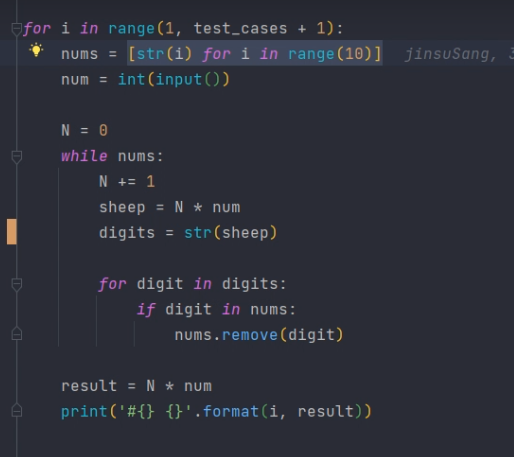 for i in range(1, test_cases + 1):
    nums = [str(i) for i in range(10)] jinsuSang,
    num = int(input())
    N = 0
    while nums:
        N += 1
        sheep = N * num
        digits = str(sheep)
        for digit in digits:
            if digit in nums:
                nums.remove(digit)
    result = N * num
    print('#{} {}'.format(i, result))